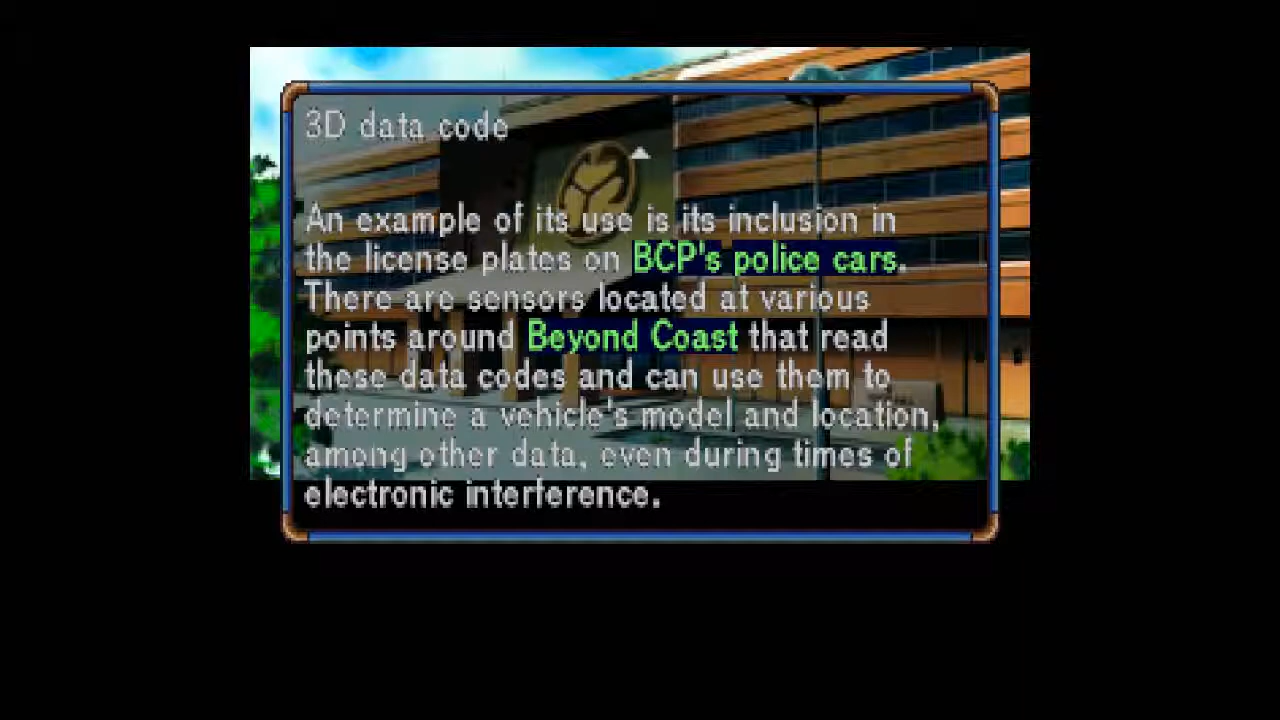 3D data code
An example of its use is its inclusion in
the license plates on BCP's police cars.
There are sensors located at various
points around Beyond Coast that read
these data codes and can use them to
determine a vehicle's model and location,
among other data, even during times of
electronic interference.